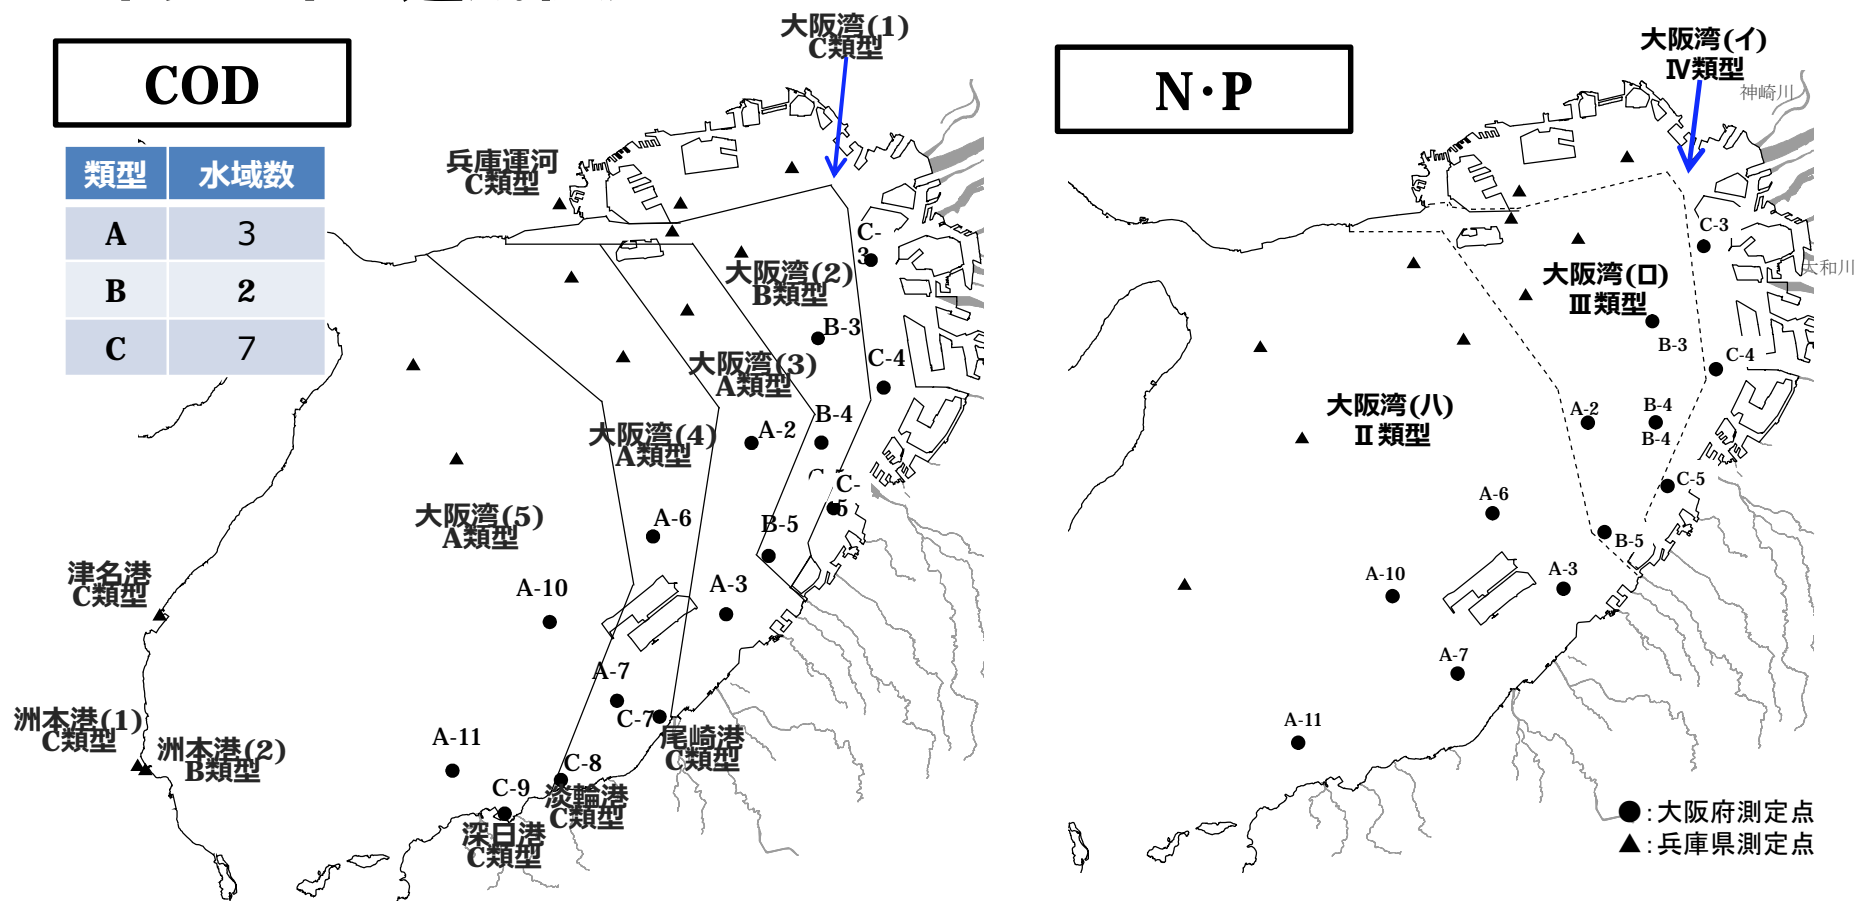 COD
類型 水域数
A 3
B 2
C 7
大阪湾(1)
C類型
兵庫運河
C類型
C-
3
大阪湾(2)
B類型
B-3
大阪湾(3)
A類型
C-4
B-4
A-2
大阪湾(4)
A類型
C-
5
大阪湾(5)
A類型
A-6
B-5
津名港
C類型
A-10
A-3
A-7
C-7
洲本港(1)
C類型
洲本港(2)
B類型
A-11
尾崎港
C類型
C-8
C-9
淡輪港
C類型
深日港
C類型
N・P
大阪湾(イ)
Ⅳ類型
神崎川
C-3
大和川
大阪湾(ロ)
Ⅲ類型
B-3
C-4
大阪湾(ハ)
Ⅱ類型
A-2
B-4
B-4
C-5
A-6
B-5
A-10
A-3
A-7
A-11
●:大阪府測定点
▲:兵庫県測定点